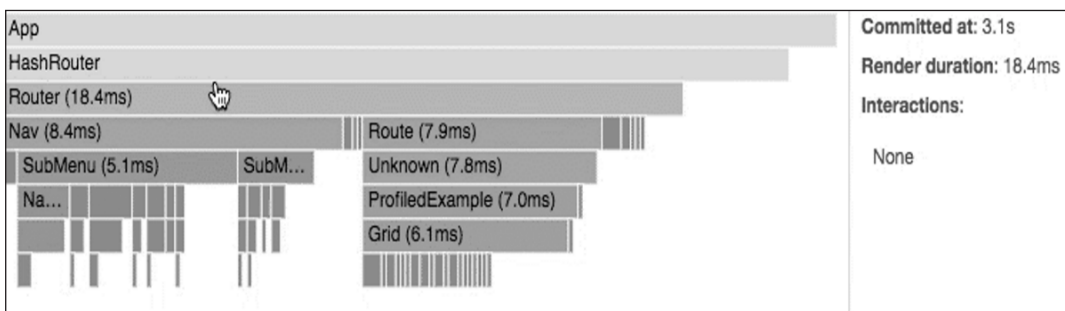 App
Committed at: 3.1s
HashRouter
Render duration: 18.4ms
Router (18.4ms)
Interactions:
Nav (8.4ms) Route (7.9ms)
SubMenu (5.1ms) SubM... Unknown (7.8ms)
None
Na... ProfiledExample (7.0ms)
Grid (6.1ms)